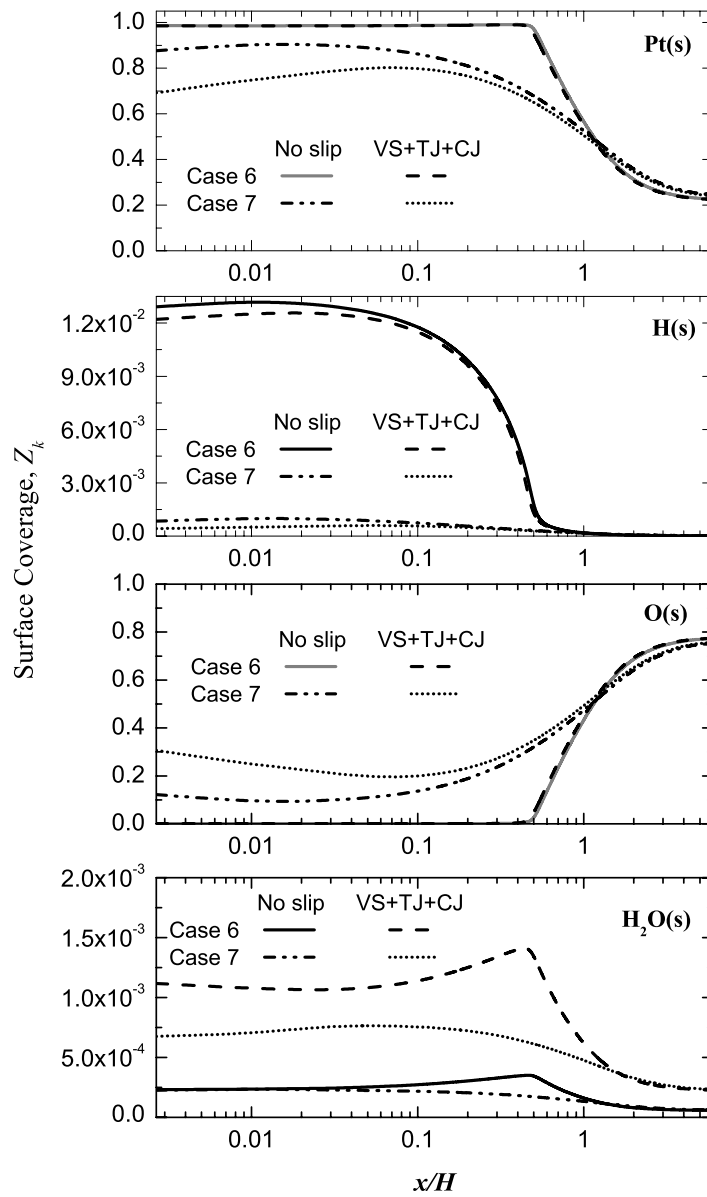 Surface Coverage, Z_k
1.0
0.8
0.6
0.4
0.2
0.0
Pt(s)
No slip VS+TJ+CJ
Case 6
Case 7
0.01 0.1 1
1.2x10⁻²
9.0x10⁻³
6.0x10⁻³
3.0x10⁻³
0.0
H(s)
No slip VS+TJ+CJ
Case 6
Case 7
0.01 0.1 1
1.0
0.8
0.6
0.4
0.2
0.0
O(s)
No slip VS+TJ+CJ
Case 6
Case 7
0.01 0.1 1
2.0x10⁻³
1.5x10⁻³
1.0x10⁻³
5.0x10⁻⁴
0.0
H₂O(s)
No slip VS+TJ+CJ
Case 6
Case 7
0.01 0.1 1
x/H